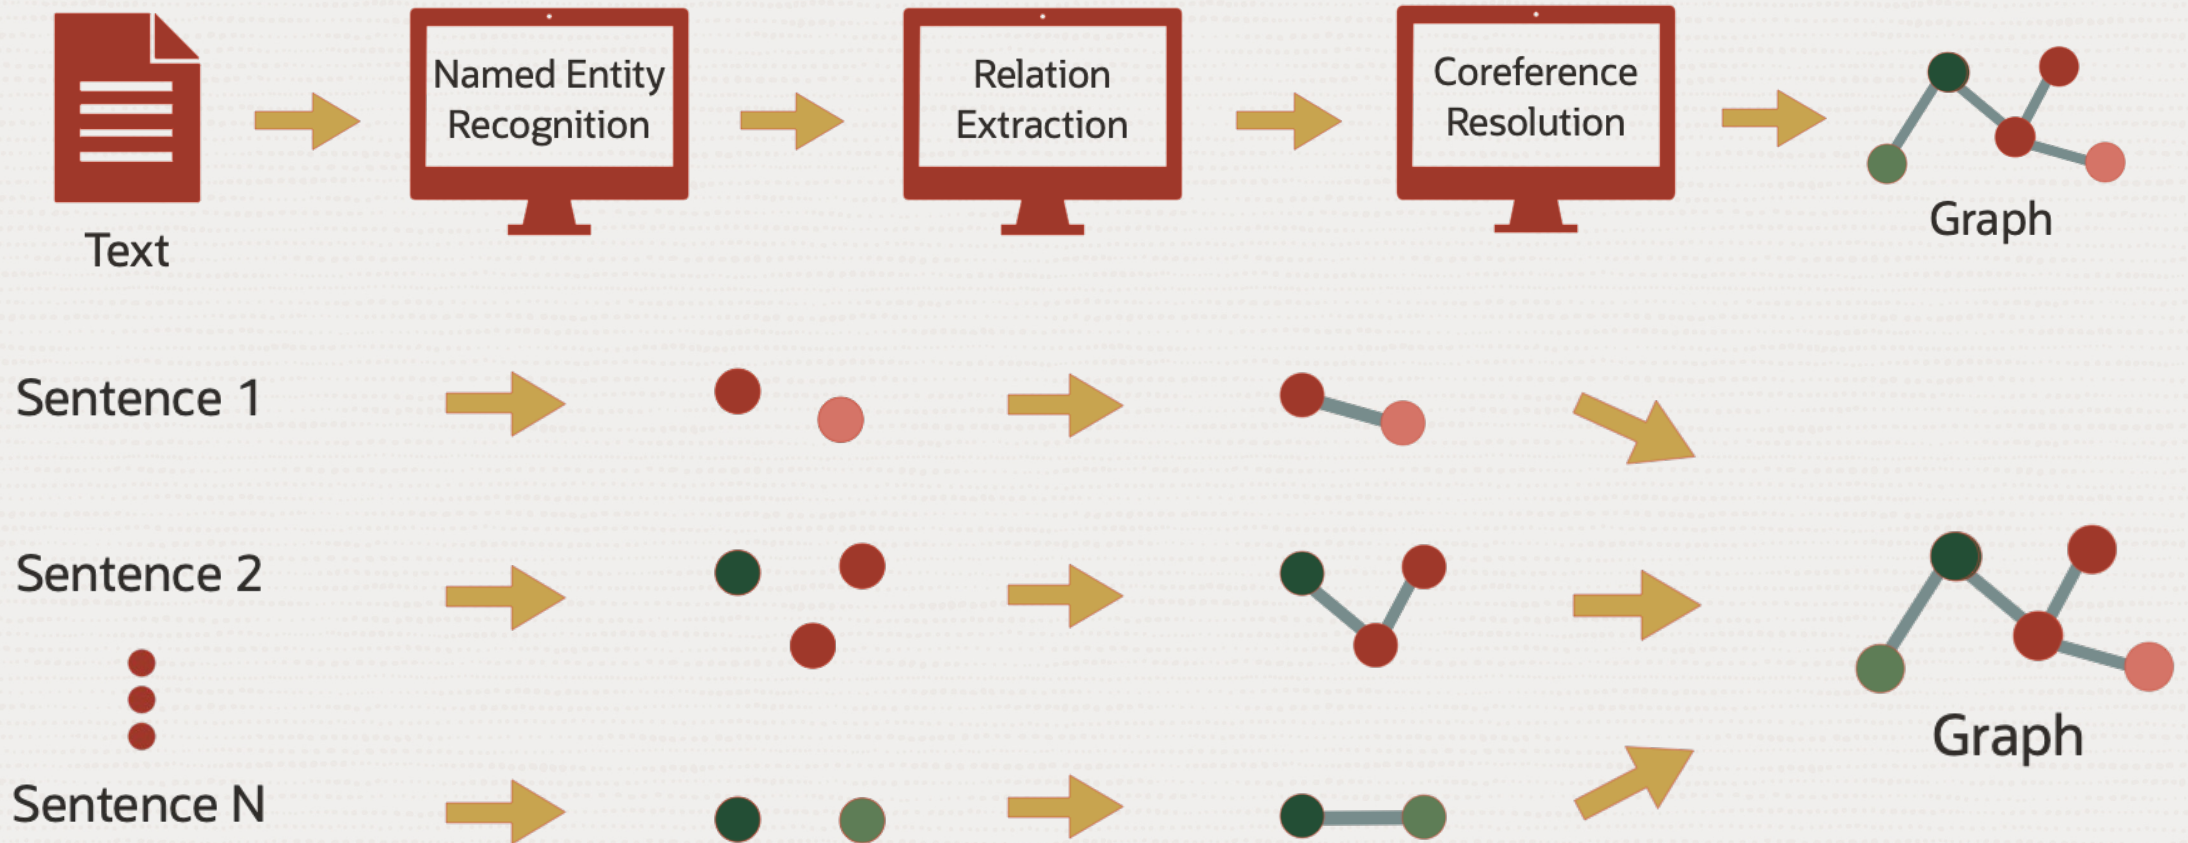 Named Entity
Recognition
Relation
Extraction
Coreference
Resolution
Text
Graph
Sentence 1
Sentence 2
Sentence N
Graph